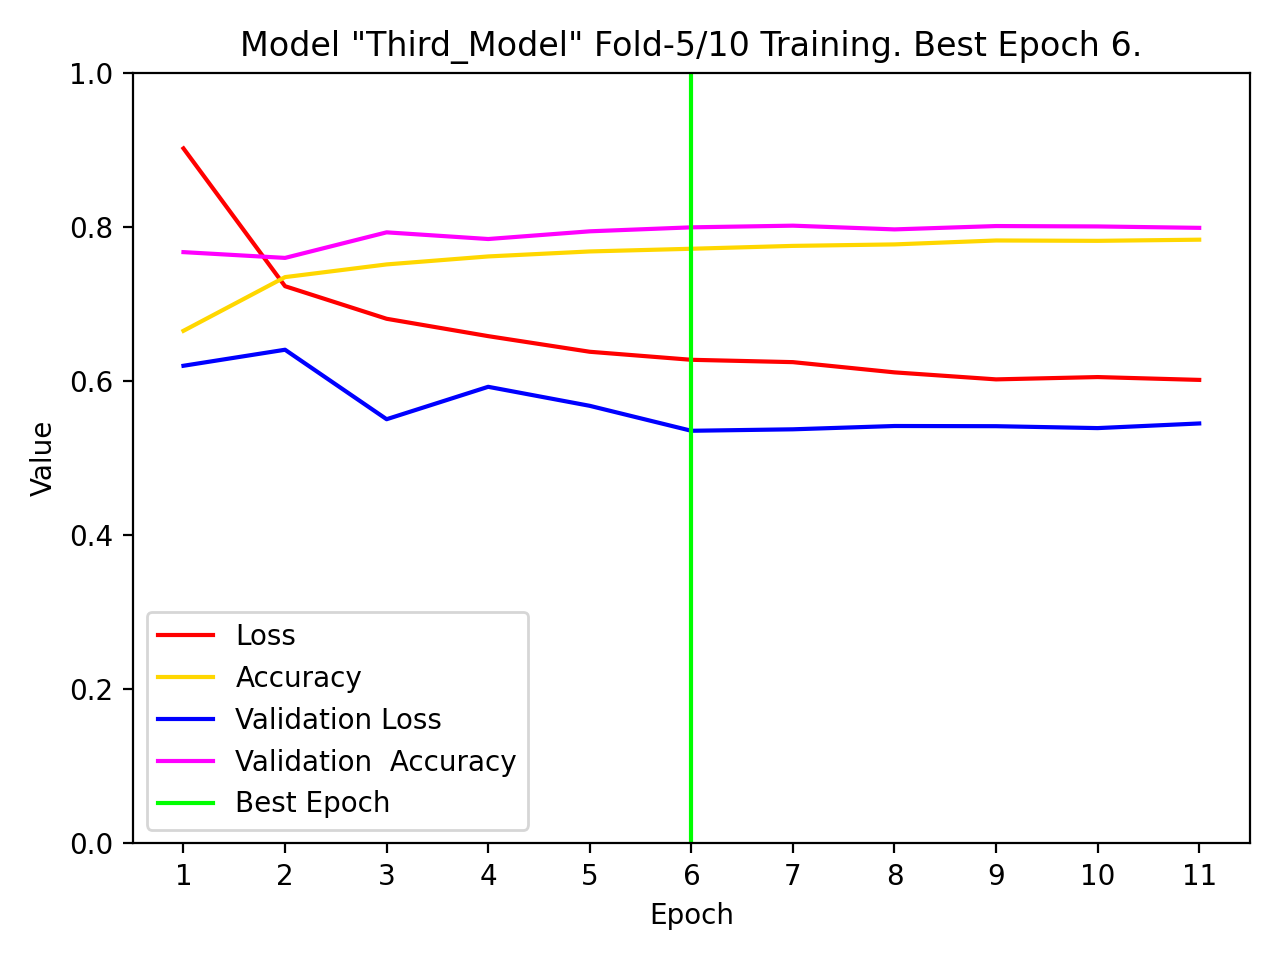 Model "Third_Model" Fold-5/10 Training. Best Epoch 6.
1.0
0.8
0.6
0.4
0.2
0.0
Value
Loss
Accuracy
Validation Loss
Validation  Accuracy
Best Epoch
1 2 3 4 5 6 7 8 9 10 11
Epoch